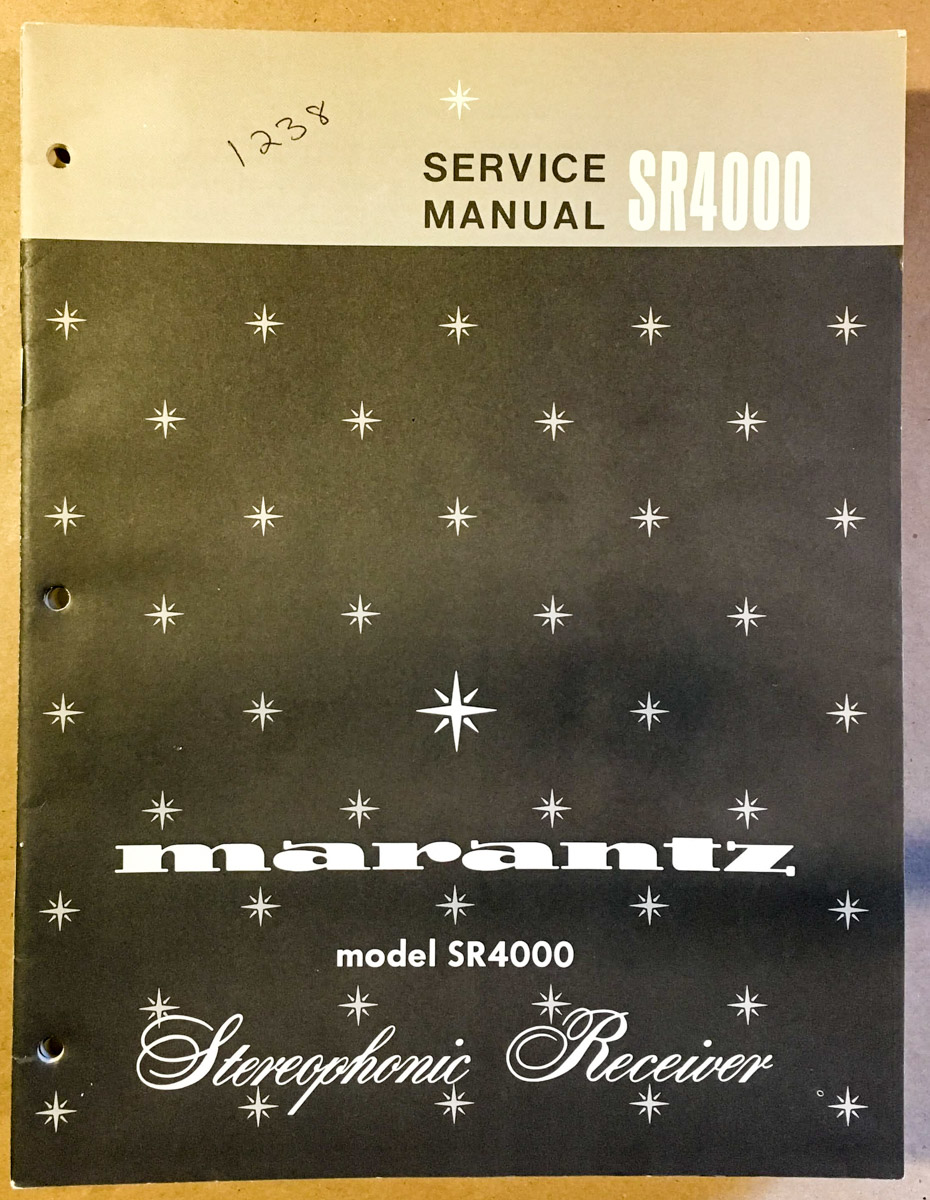 1238
SERVICE
MANUAL SR4000
marantz
model SR4000
Stereophonic Receiver